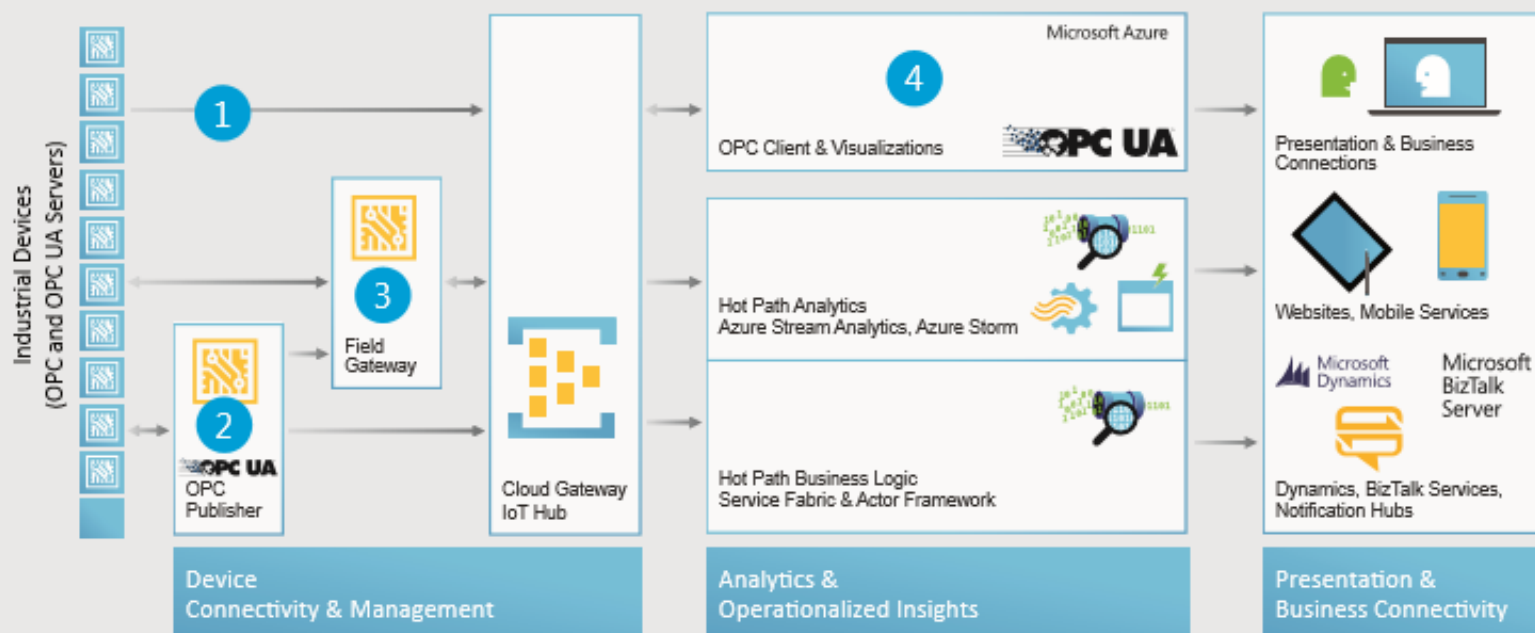 Industrial Devices
(OPC and OPC UA Servers)
1
2
OPC UA
OPC
Publisher
3
Field
Gateway
Cloud Gateway
IoT Hub
Device
Connectivity & Management
Microsoft Azure
4
OPC Client & Visualizations
OPC UA
Hot Path Analytics
Azure Stream Analytics, Azure Storm
Hot Path Business Logic
Service Fabric & Actor Framework
Analytics &
Operationalized Insights
Presentation & Business
Connections
Websites, Mobile Services
Microsoft
Dynamics
Microsoft
BizTalk
Server
Dynamics, BizTalk Services,
Notification Hubs
Presentation &
Business Connectivity